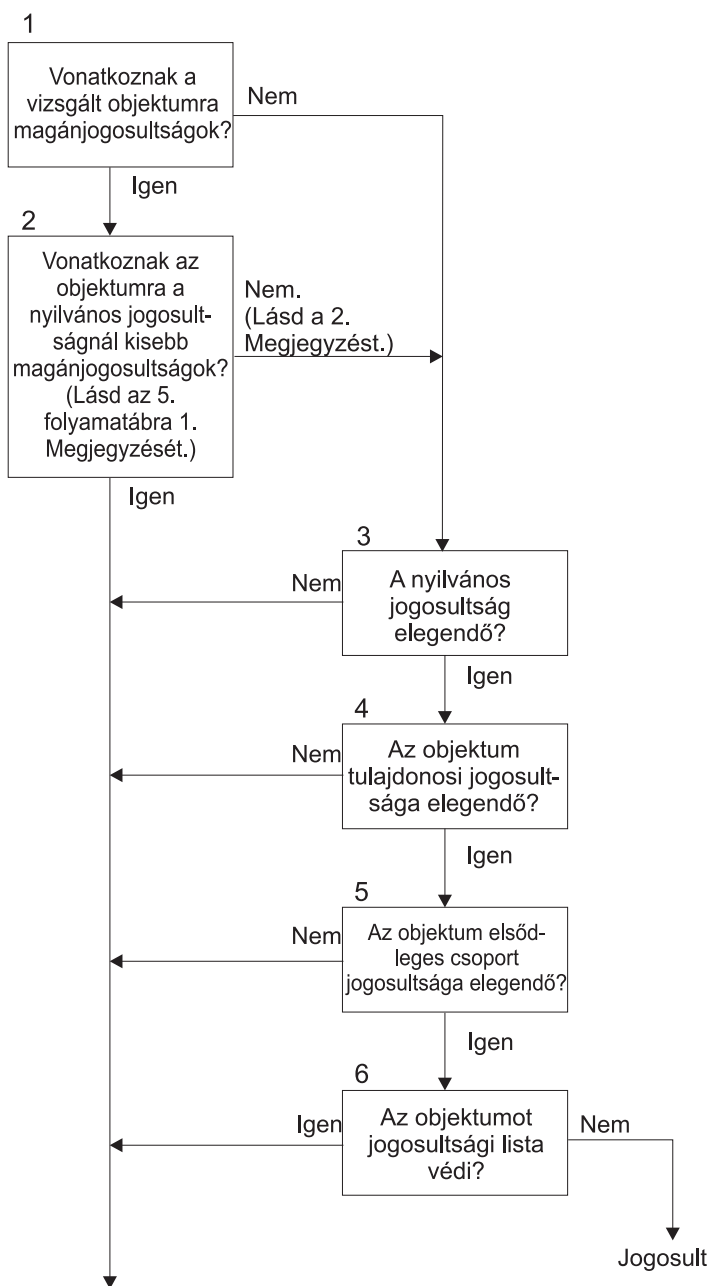 1
Vonatkoznak a
vizsgált objektumra
magánjogosultságok?
Nem
Igen
2
Vonatkoznak az
objektumra a
nyilvános jogosult-
ságnál kisebb
magánjogosultságok?
(Lásd az 5.
folyamatábra 1.
Megjegyzését.)
Nem.
(Lásd a 2.
Megjegyzést.)
Igen
3
Nem
A nyilvános
jogosultság
elegendő?
Igen
4
Nem
Az objektum
tulajdonosi jogosult-
sága elegendő?
Igen
5
Nem
Az objektum elsőd-
leges csoport
jogosultsága elegendő?
Igen
6
Igen
Az objektumot
jogosultsági lista
védi?
Nem
Jogosult